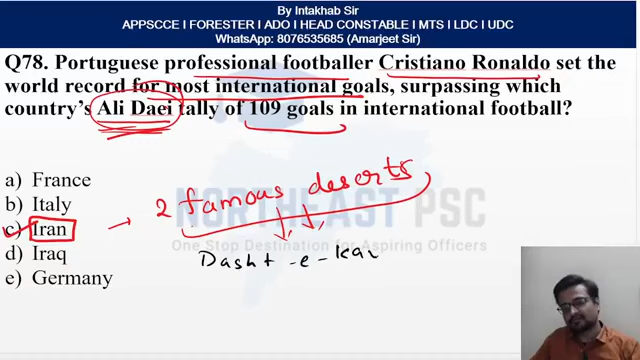 By Intakhab Sir
APPSCCE I FORESTER I ADO I HEAD CONSTABLE I MTS I LDC I UDC
WhatsApp: 8076535685 (Amarjeet Sir)
Q78. Portuguese professional footballer Cristiano Ronaldo set the
world record for most international goals, surpassing which
country's Ali Daei tally of 109 goals in international football?
a) France
b) Italy
c) Iran
d) Iraq
e) Germany
2 famous deserts
NORTHEAST PSC
One Stop Destination for Aspiring Officers
Dasht -e-kav